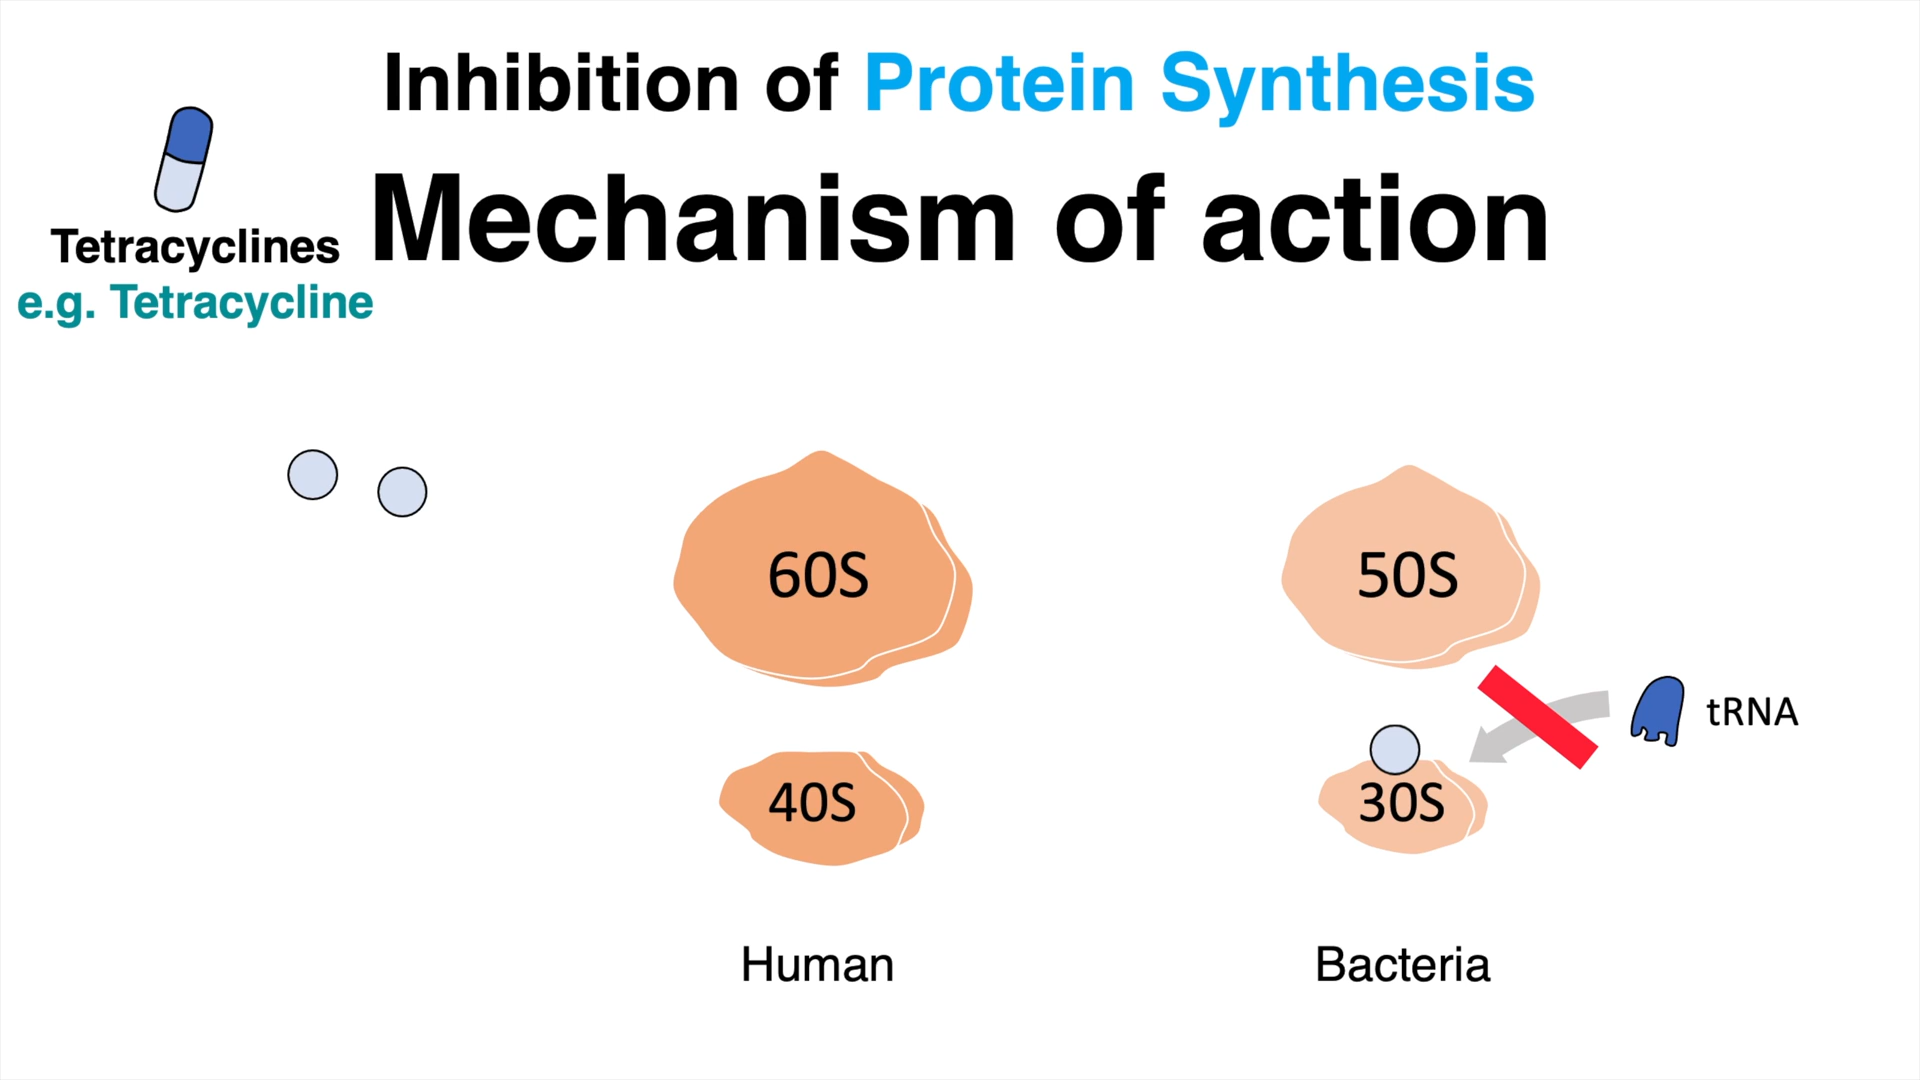 Inhibition of Protein Synthesis
Mechanism of action
Tetracyclines
e.g. Tetracycline
60S
50S
tRNA
40S
30S
Human
Bacteria